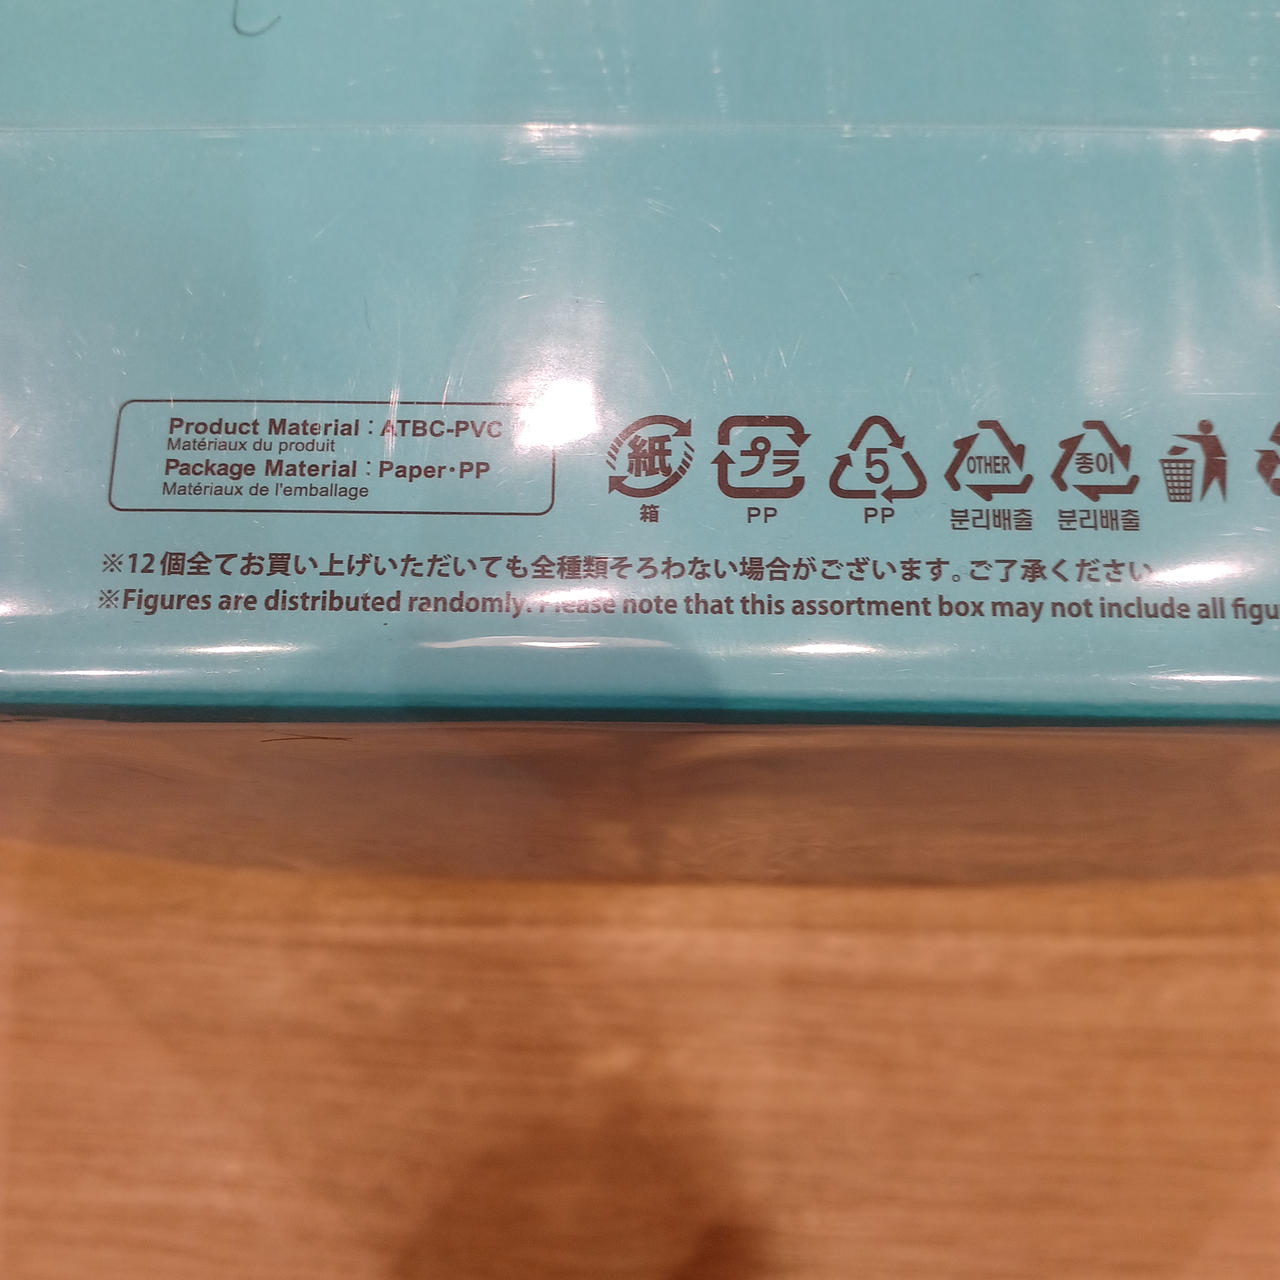 Product Material : ATBC-PVC
Matériaux du produit
Package Material : Paper･PP
Matériaux de l'emballage
紙
箱
プラ
PP
5
PP
OTHER
분리배출
종이
분리배출
※12個全てお買い上げいただいても全種類そろわない場合がございます。ご了承ください
※Figures are distributed randomly. Please note that this assortment box may not include all